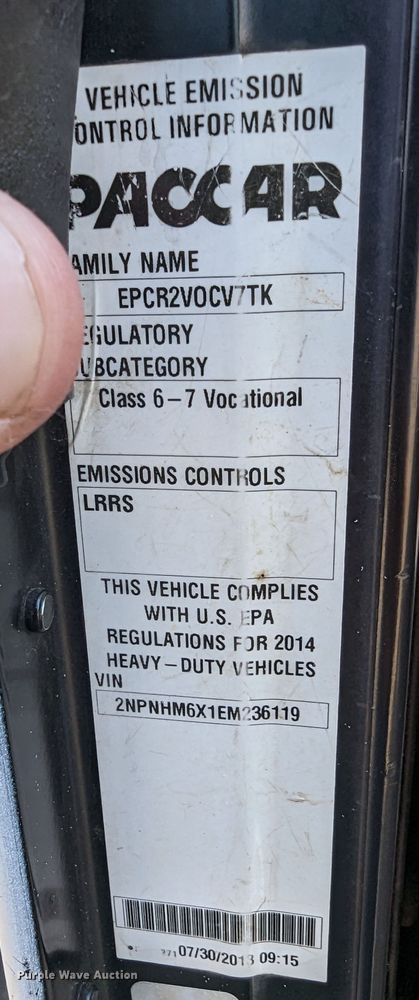 VEHICLE EMISSION
ONTROL INFORMATION
PACCAR
AMILY NAME
EPCR2VOCV7TK
EGULATORY
UBCATEGORY
Class 6-7 Vocational
EMISSIONS CONTROLS
LRRS
THIS VEHICLE COMPLIES
WITH U.S. EPA
REGULATIONS FOR 2014
HEAVY-DUTY VEHICLES
VIN
2NPNHM6X1EM236119
07/30/2013 09:15
Purple Wave Auction